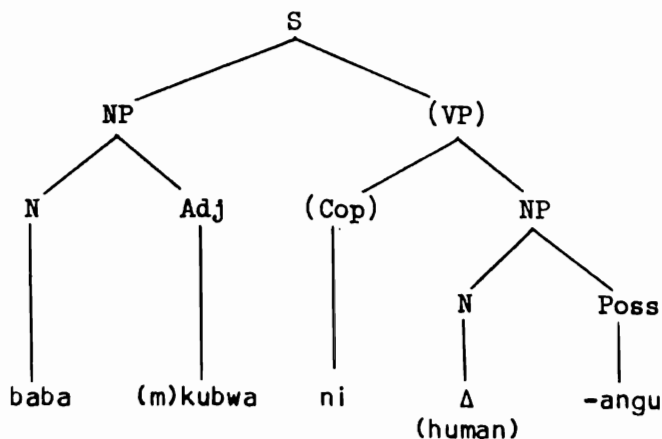 S
NP (VP)
N Adj (Cop) NP
N Poss
baba (m)kubwa ni Δ -angu
(human)